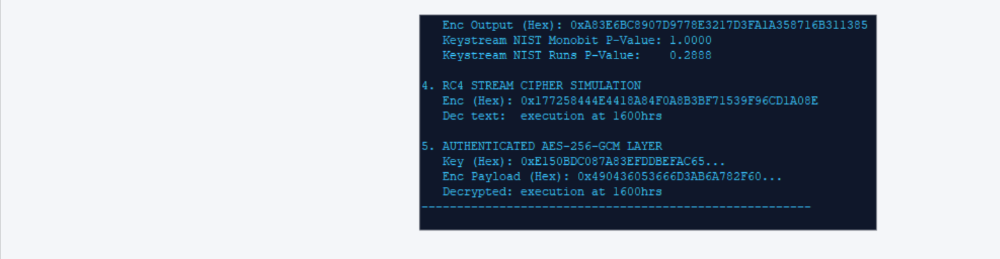 Enc Output (Hex): 0xA83E6BC8907D9778E3217D3FA1A358716B311385
Keystream NIST Monobit P-Value: 1.0000
Keystream NIST Runs P-Value:    0.2888
4. RC4 STREAM CIPHER SIMULATION
Enc (Hex): 0x177258444E4418A84F0A8B3BF71539F96CD1A08E
Dec text:  execution at 1600hrs
5. AUTHENTICATED AES-256-GCM LAYER
Key (Hex): 0xE150BDC087A83EFDDBEFAC65...
Enc Payload (Hex): 0x490436053666D3AB6A782F60...
Decrypted: execution at 1600hrs
-------------------------------------------------------